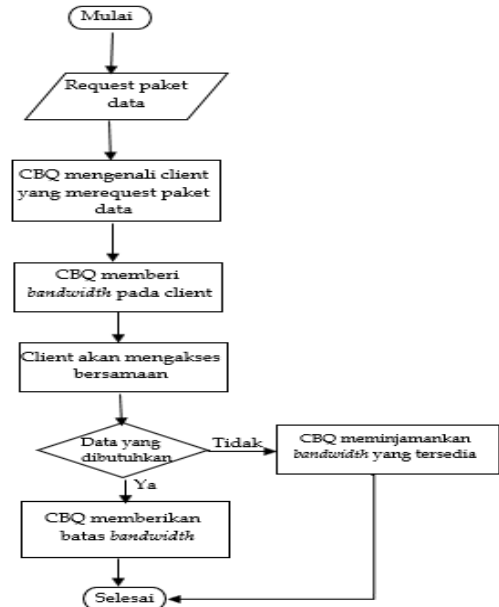 Mulai
Request paket
data
CBQ mengenali client
yang merequest paket
data
CBQ memberi
bandwidth pada client
Client akan mengakses
bersamaan
Data yang
dibutuhkan
Tidak
CBQ meminjamankan
bandwidth yang tersedia
Ya
CBQ memberikan
batas bandwidth
Selesai